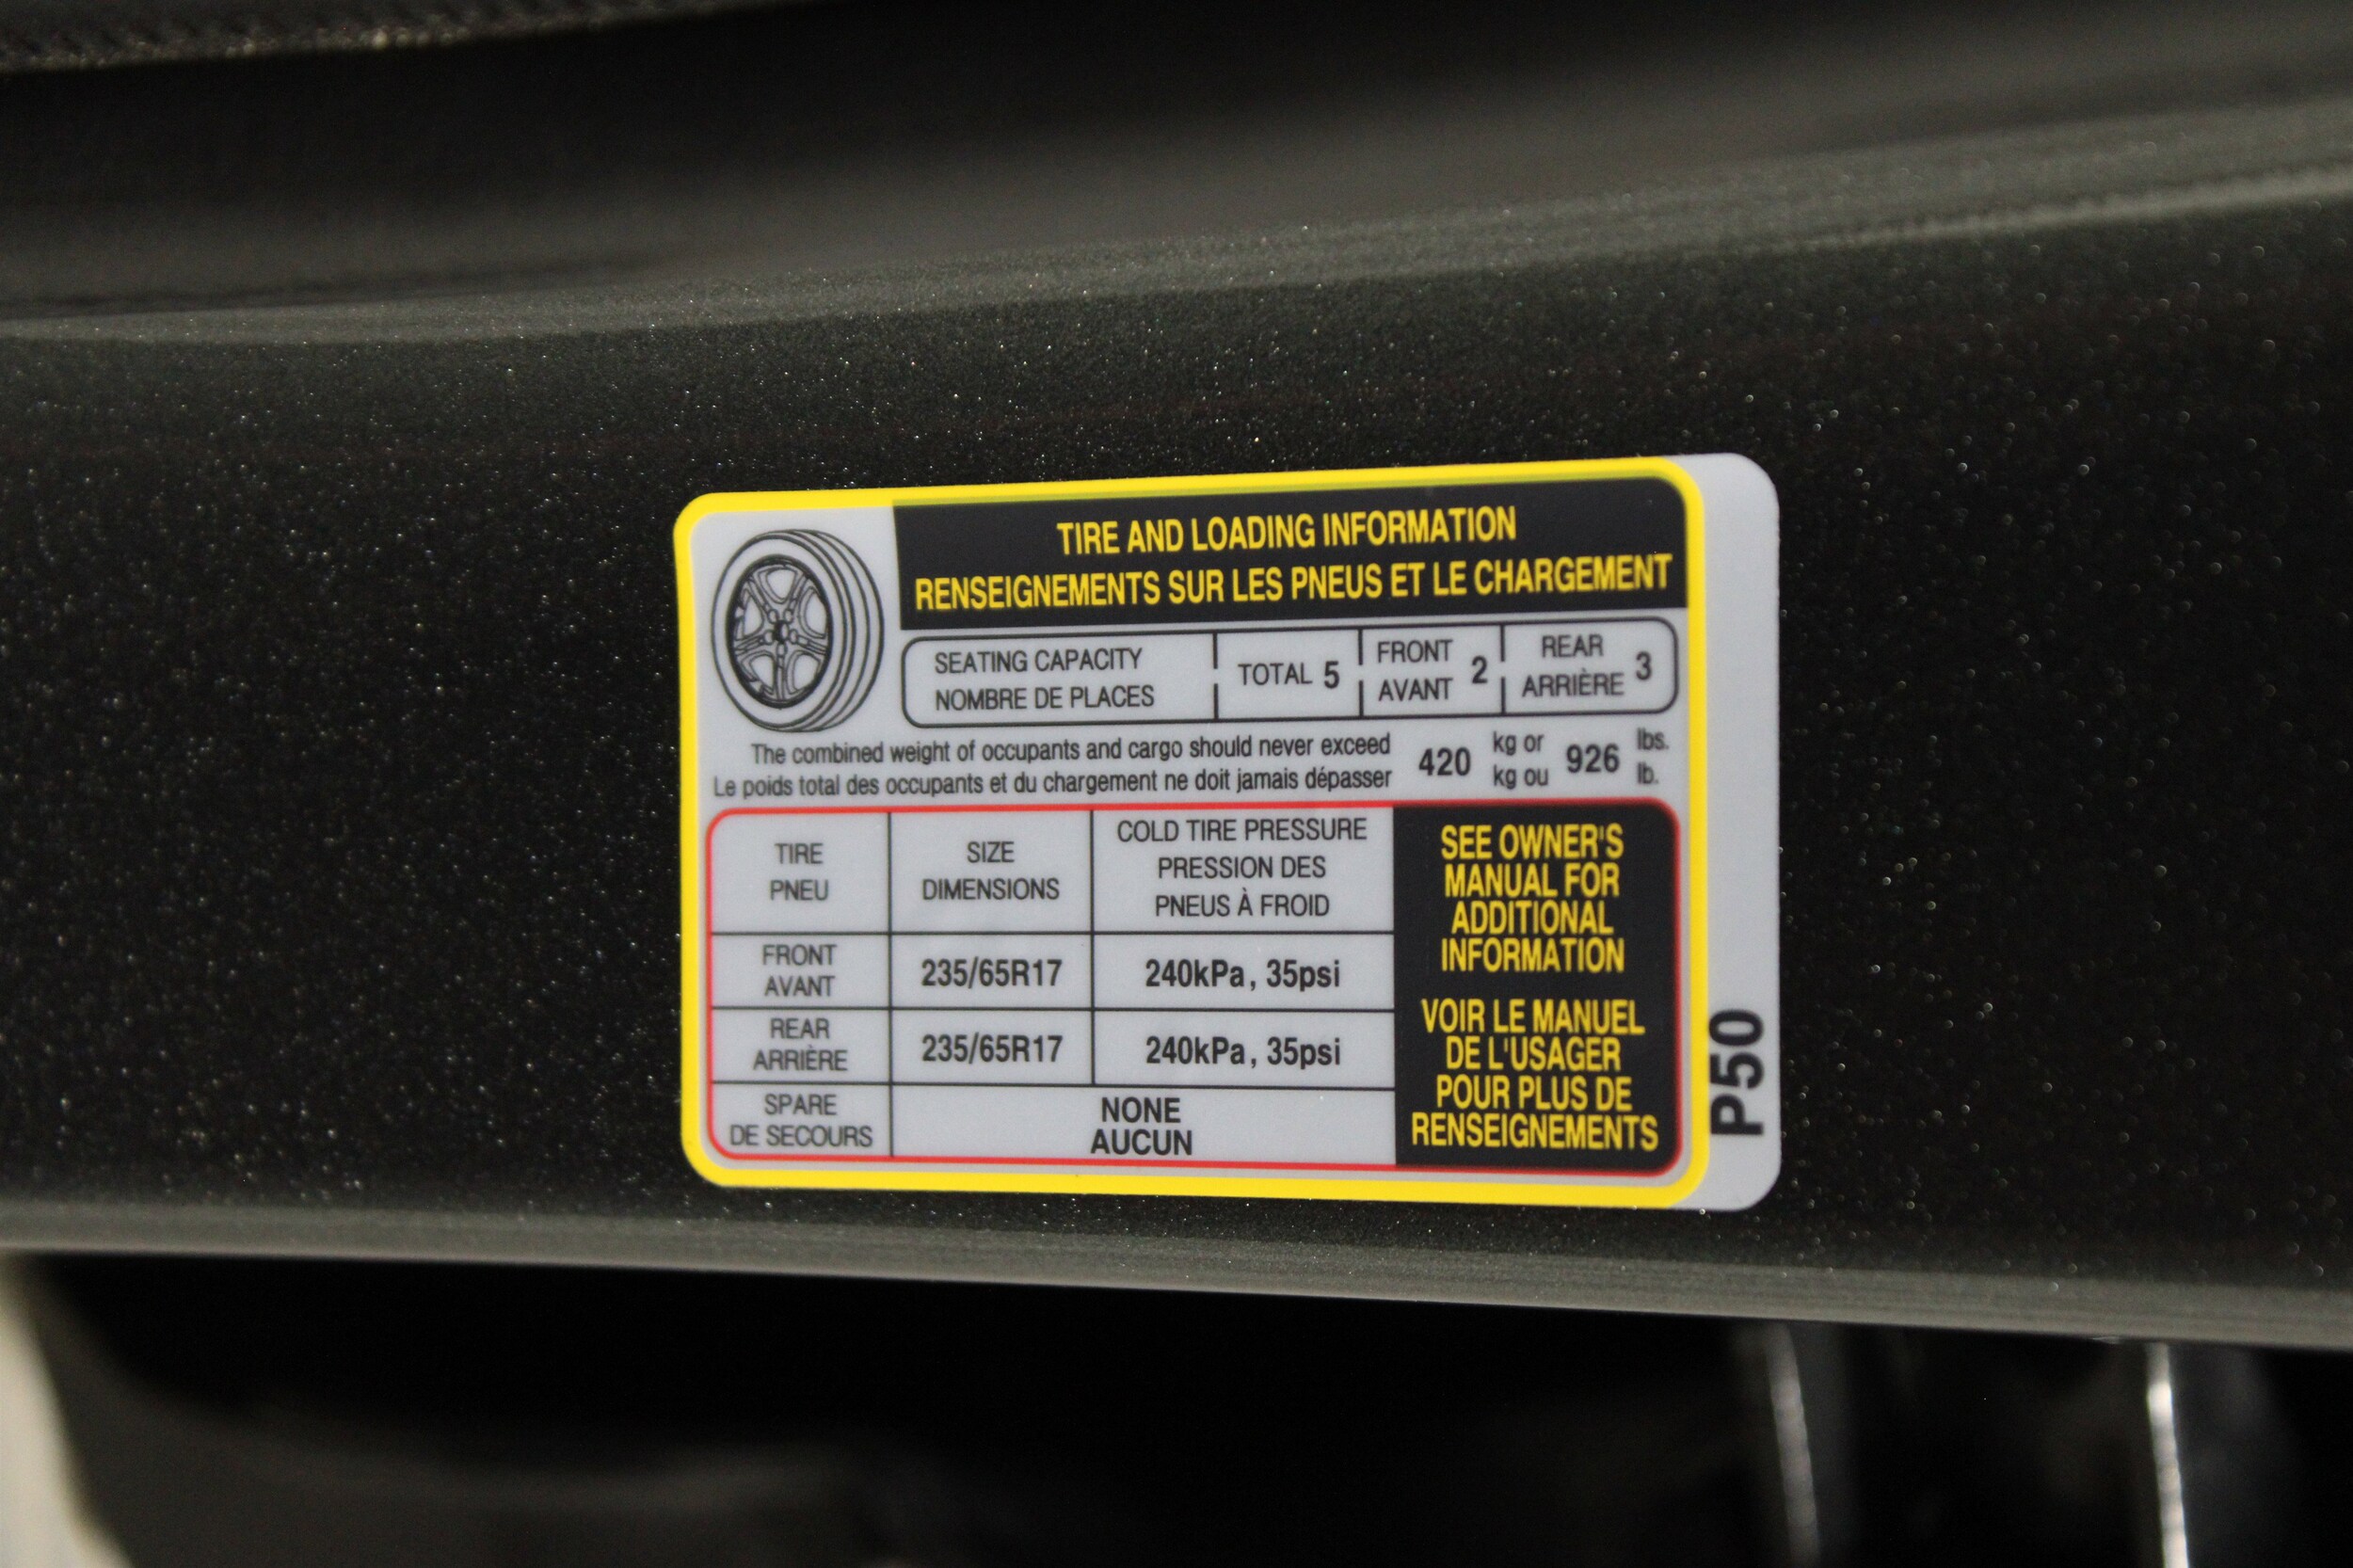 TIRE AND LOADING INFORMATION
RENSEIGNEMENTS SUR LES PNEUS ET LE CHARGEMENT
SEATING CAPACITY
NOMBRE DE PLACES
TOTAL 5
FRONT
AVANT
2
REAR
ARRIÈRE
3
The combined weight of occupants and cargo should never exceed
Le poids total des occupants et du chargement ne doit jamais dépasser
420
kg or
kg ou
926
lbs.
lb.
TIRE
PNEU
SIZE
DIMENSIONS
COLD TIRE PRESSURE
PRESSION DES
PNEUS À FROID
FRONT
AVANT
235/65R17
240kPa, 35psi
REAR
ARRIÈRE
235/65R17
240kPa, 35psi
SPARE
DE SECOURS
NONE
AUCUN
SEE OWNER'S
MANUAL FOR
ADDITIONAL
INFORMATION
VOIR LE MANUEL
DE L'USAGER
POUR PLUS DE
RENSEIGNEMENTS
P50